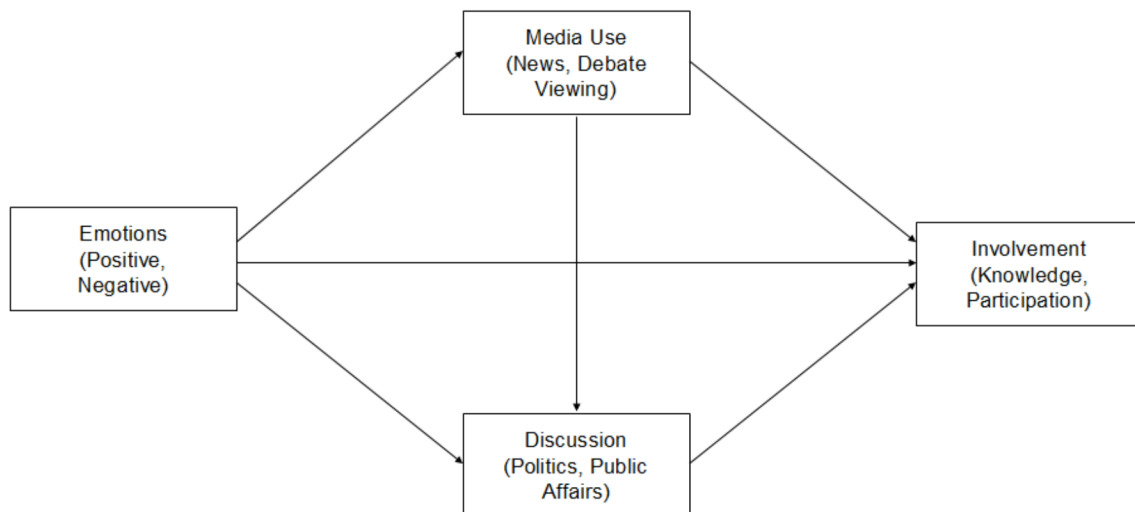 Media Use
(News, Debate
Viewing)
Emotions
(Positive,
Negative)
Involvement
(Knowledge,
Participation)
Discussion
(Politics, Public
Affairs)